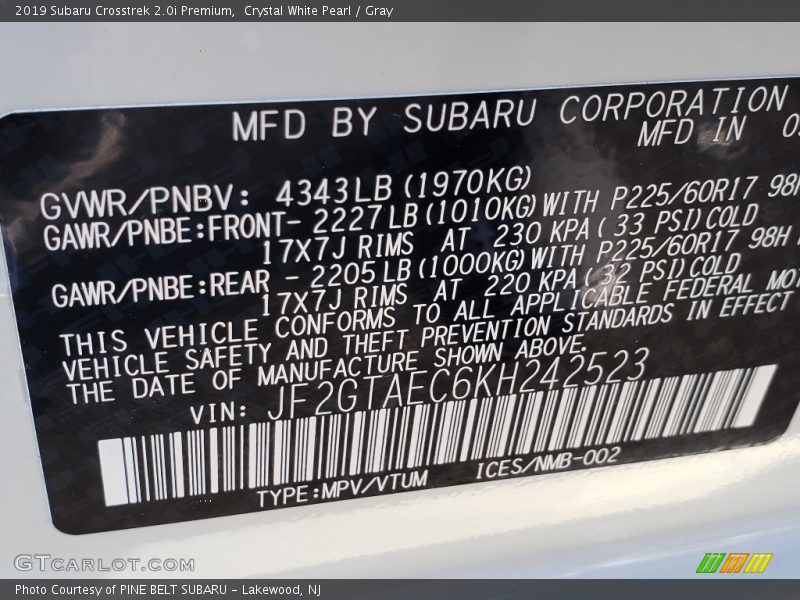 2019 Subaru Crosstrek 2.0i Premium,  Crystal White Pearl / Gray
MFD BY SUBARU CORPORATION
MFD IN
GVWR/PNBV: 4343LB(1970KG)
GAWR/PNBE:FRONT- 2227LB(1010KG)WITH P225/60R17 98H
17X7J RIMS AT 230 KPA(33 PSI)COLD
GAWR/PNBE:REAR - 2205LB(1000KG)WITH P225/60R17 98H
17X7J RIMS AT 220 KPA(32 PSI)COLD
THIS VEHICLE CONFORMS TO ALL APPLICABLE FEDERAL
VEHICLE SAFETY AND THEFT PREVENTION STANDARDS IN EFFECT
THE DATE OF MANUFACTURE SHOWN ABOVE.
VIN: JF2GTAEC6KH242523
TYPE:MPV/VTUM ICES/NMB-002
GTCARLOT.COM
Photo Courtesy of PINE BELT SUBARU - Lakewood, NJ